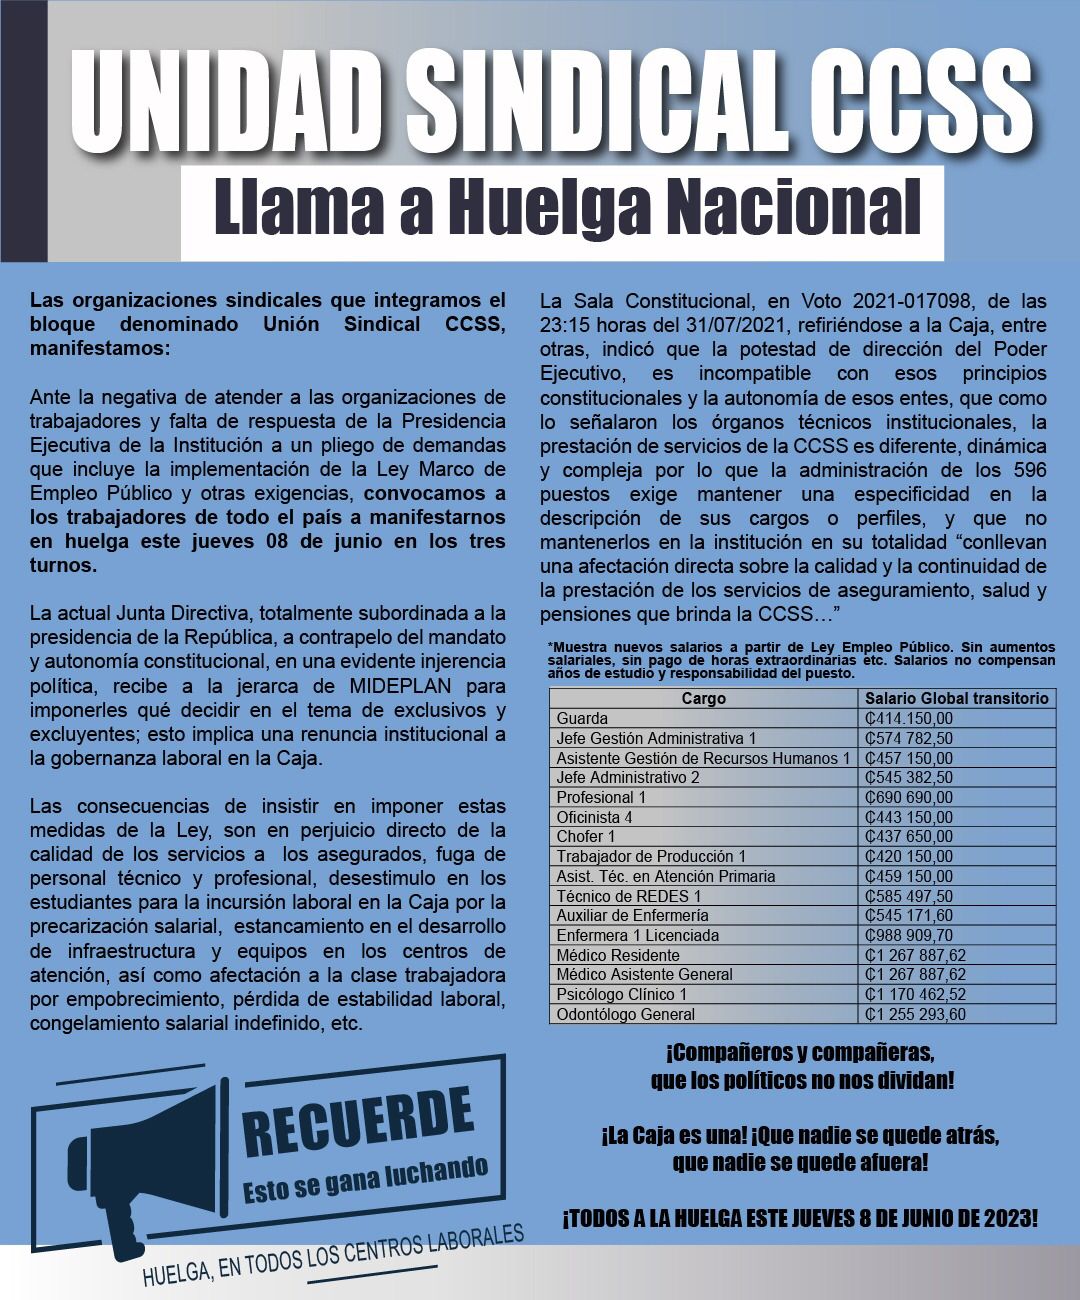 UNIDAD SINDICAL CCSS
Llama a Huelga Nacional
Las organizaciones sindicales que integramos el
bloque denominado Unión Sindical CCSS,
manifestamos:
Ante la negativa de atender a las organizaciones de
trabajadores y falta de respuesta de la Presidencia
Ejecutiva de la Institución a un pliego de demandas
que incluye la implementación de la Ley Marco de
Empleo Público y otras exigencias, convocamos a
los trabajadores de todo el país a manifestarnos
en huelga este jueves 08 de junio en los tres
turnos.
La actual Junta Directiva, totalmente subordinada a la
presidencia de la República, a contrapelo del mandato
y autonomía constitucional, en una evidente injerencia
política, recibe a la jerarca de MIDEPLAN para
imponerles qué decidir en el tema de exclusivos y
excluyentes; esto implica una renuncia institucional a
la gobernanza laboral en la Caja.
Las consecuencias de insistir en imponer estas
medidas de la Ley, son en perjuicio directo de la
calidad de los servicios a los asegurados, fuga de
personal técnico y profesional, desestimulo en los
estudiantes para la incursión laboral en la Caja por la
precarización salarial, estancamiento en el desarrollo
de infraestructura y equipos en los centros de
atención, así como afectación a la clase trabajadora
por empobrecimiento, pérdida de estabilidad laboral,
congelamiento salarial indefinido, etc.
RECUERDE
Esto se gana luchando
HUELGA, EN TODOS LOS CENTROS LABORALES
La Sala Constitucional, en Voto 2021-017098, de las
23:15 horas del 31/07/2021, refiriéndose a la Caja, entre
otras, indicó que la potestad de dirección del Poder
Ejecutivo, es incompatible con esos principios
constitucionales y la autonomía de esos entes, que como
lo señalaron los órganos técnicos institucionales, la
prestación de servicios de la CCSS es diferente, dinámica
y compleja por lo que la administración de los 596
puestos exige mantener una especificidad en la
descripción de sus cargos o perfiles, y que no
mantenerlos en la institución en su totalidad “conllevan
una afectación directa sobre la calidad y la continuidad de
la prestación de los servicios de aseguramiento, salud y
pensiones que brinda la CCSS…”
*Muestra nuevos salarios a partir de Ley Empleo Público. Sin aumentos
salariales, sin pago de horas extraordinarias etc. Salarios no compensan
años de estudio y responsabilidad del puesto.
Cargo Salario Global transitorio
Guarda ₡414.150,00
Jefe Gestión Administrativa 1 ₡574 782,50
Asistente Gestión de Recursos Humanos 1 ₡457 150,00
Jefe Administrativo 2 ₡545 382,50
Profesional 1 ₡690 690,00
Oficinista 4 ₡443 150,00
Chofer 1 ₡437 650,00
Trabajador de Producción 1 ₡420 150,00
Asist. Téc. en Atención Primaria ₡459 150,00
Técnico de REDES 1 ₡585 497,50
Auxiliar de Enfermería ₡545 171,60
Enfermera 1 Licenciada ₡988 909,70
Médico Residente ₡1 267 887,62
Médico Asistente General ₡1 267 887,62
Psicólogo Clínico 1 ₡1 170 462,52
Odontólogo General ₡1 255 293,60
¡Compañeros y compañeras,
que los políticos no nos dividan!
¡La Caja es una! ¡Que nadie se quede atrás,
que nadie se quede afuera!
¡TODOS A LA HUELGA ESTE JUEVES 8 DE JUNIO DE 2023!